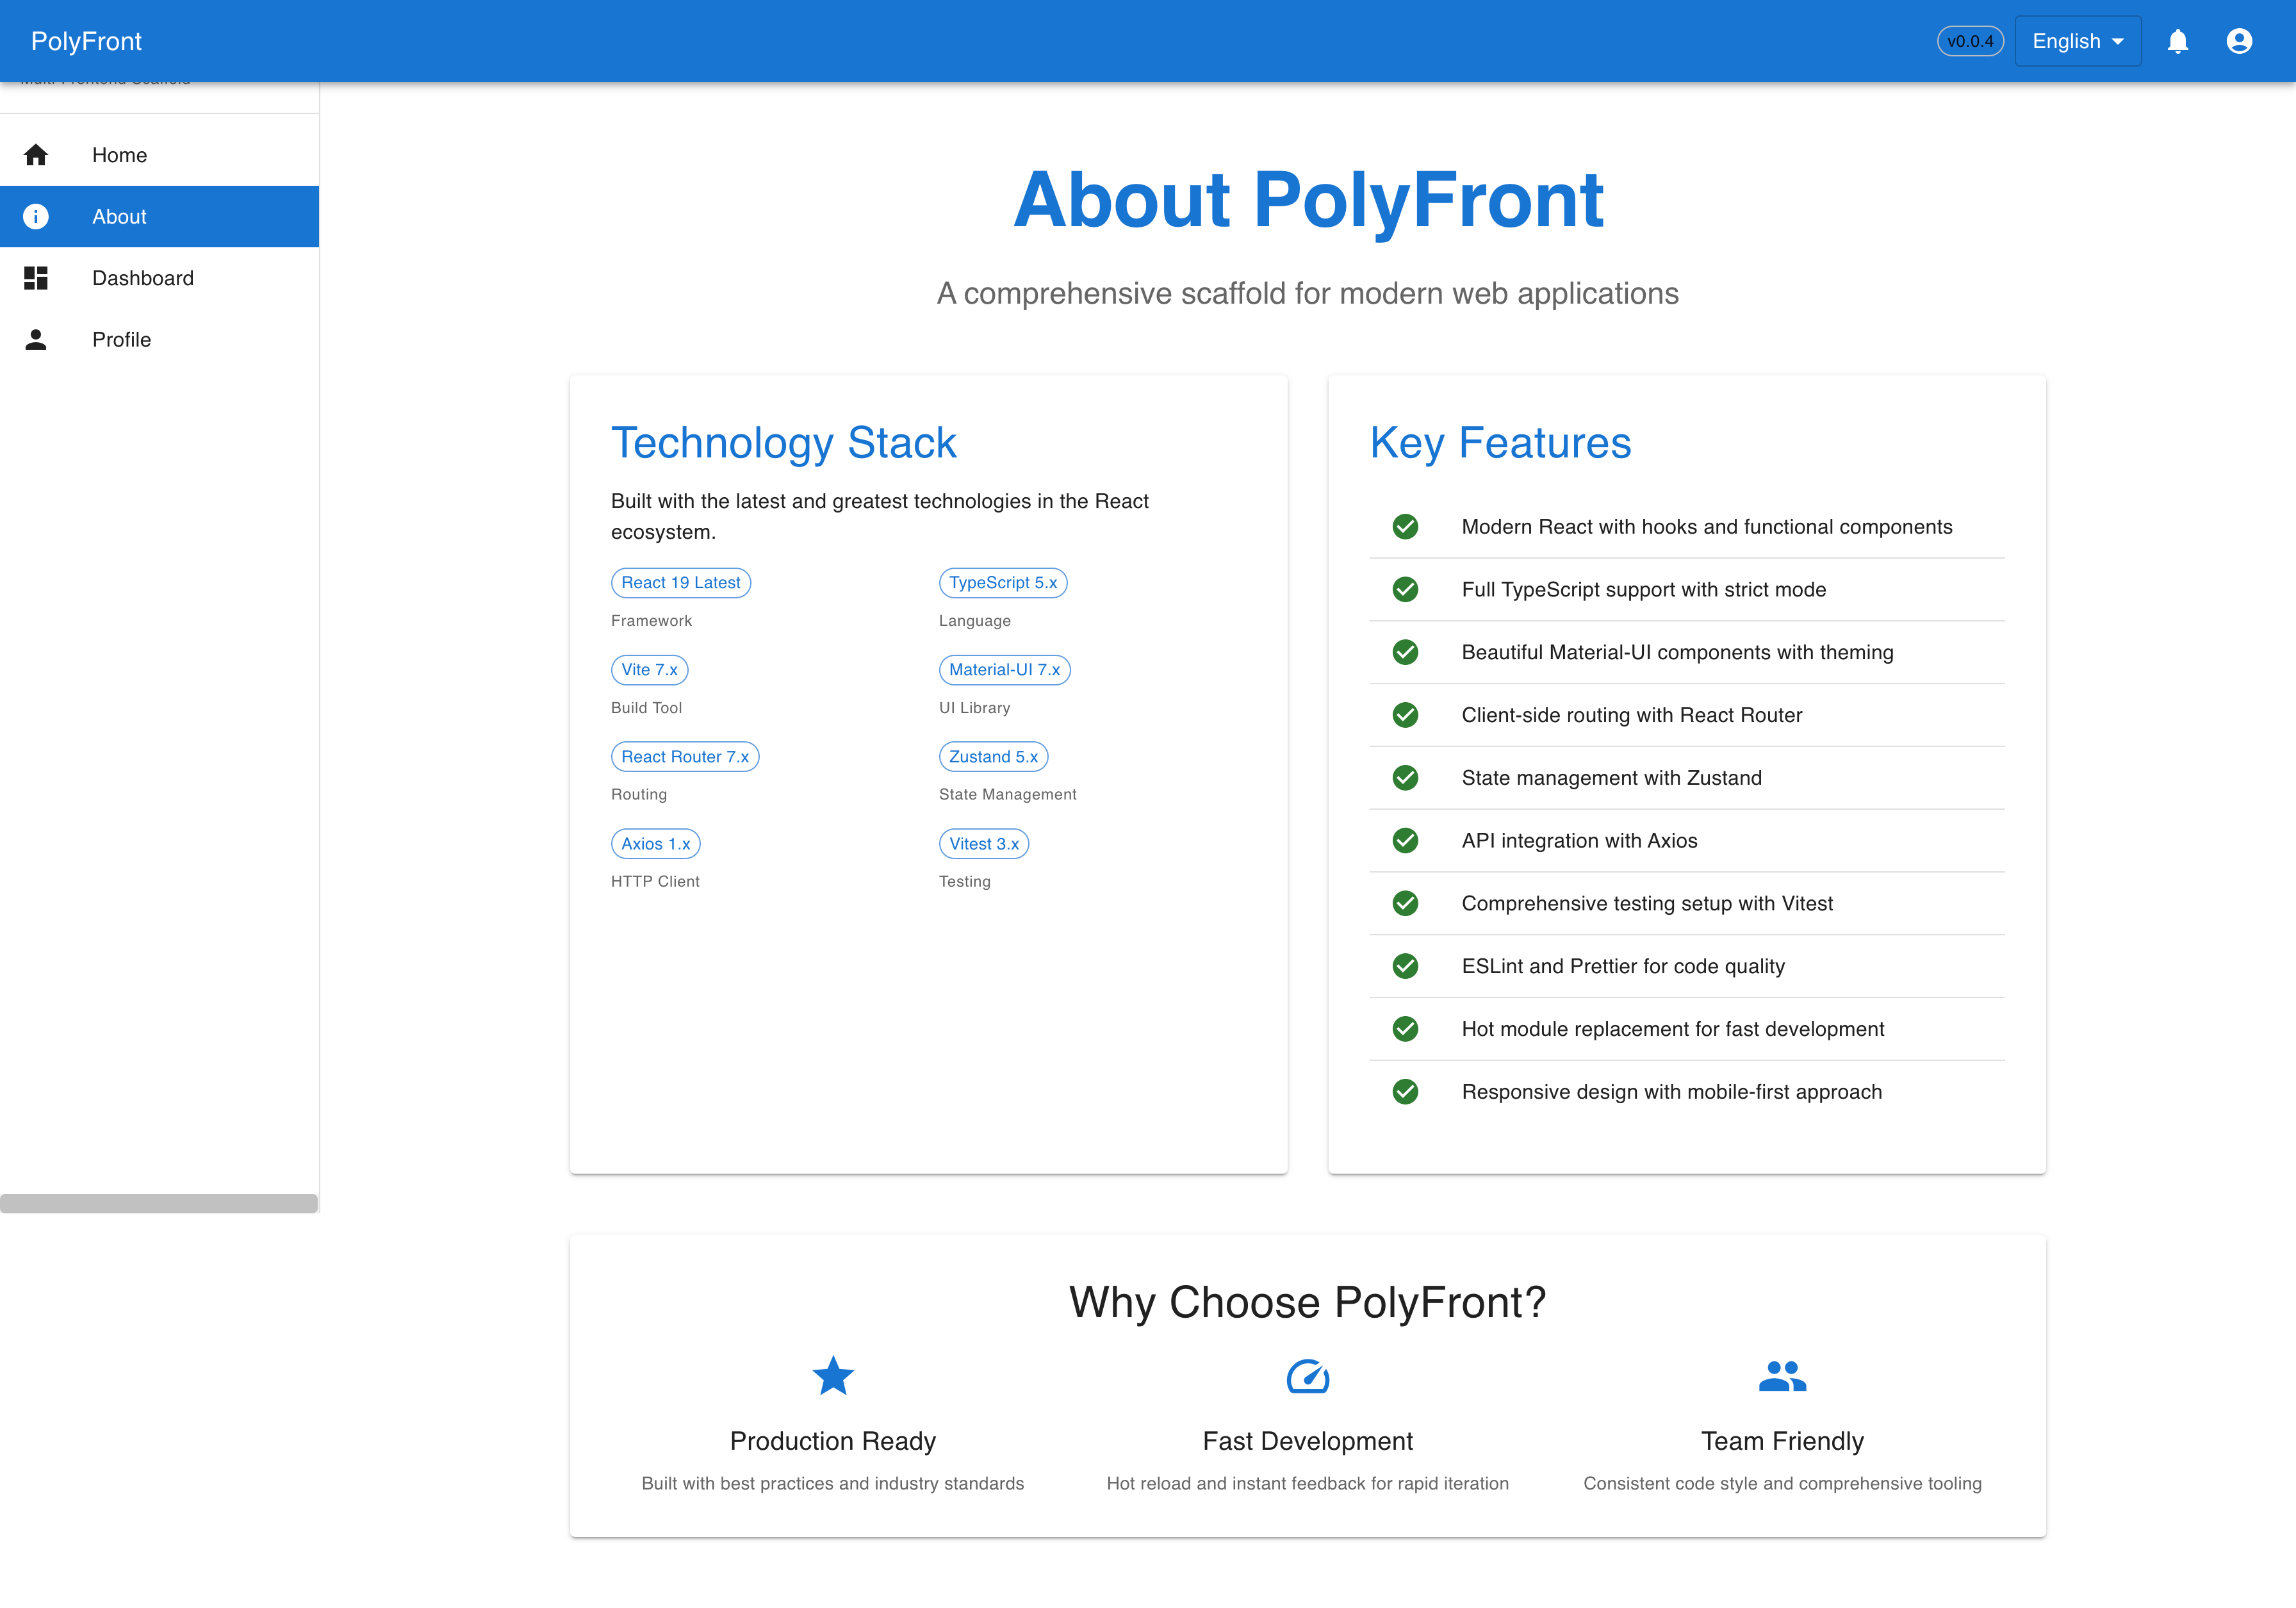 PolyFront
v0.0.4
English
Multi-Frontend Scaffold
Home
About
Dashboard
Profile
About PolyFront
A comprehensive scaffold for modern web applications
Technology Stack
Built with the latest and greatest technologies in the React
ecosystem.
React 19 Latest
TypeScript 5.x
Framework
Language
Vite 7.x
Material-UI 7.x
Build Tool
UI Library
React Router 7.x
Zustand 5.x
Routing
State Management
Axios 1.x
Vitest 3.x
HTTP Client
Testing
Key Features
Modern React with hooks and functional components
Full TypeScript support with strict mode
Beautiful Material-UI components with theming
Client-side routing with React Router
State management with Zustand
API integration with Axios
Comprehensive testing setup with Vitest
ESLint and Prettier for code quality
Hot module replacement for fast development
Responsive design with mobile-first approach
Why Choose PolyFront?
Production Ready
Built with best practices and industry standards
Fast Development
Hot reload and instant feedback for rapid iteration
Team Friendly
Consistent code style and comprehensive tooling